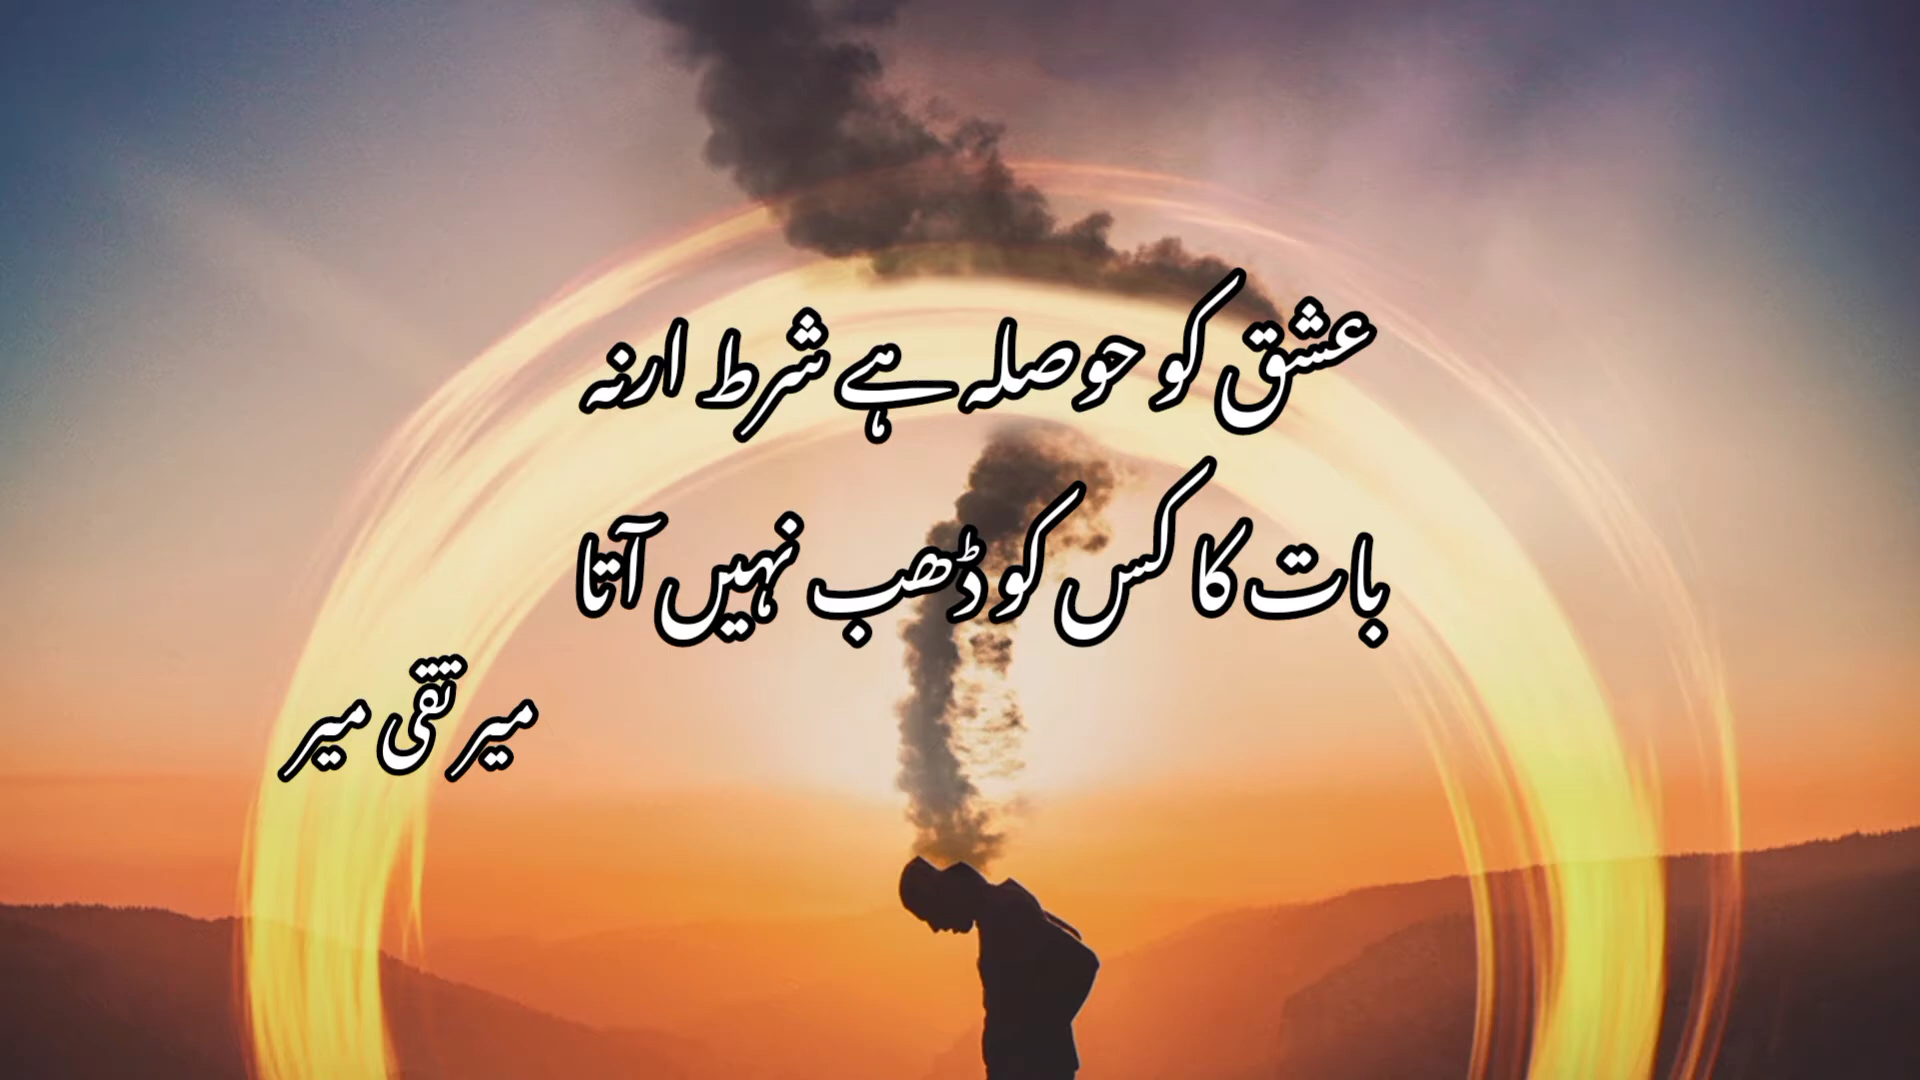 عشق کو حوصلہ ہے شرط ارنہ
بات کا کس کو ڈھب نہیں آتا
میر تقی میر